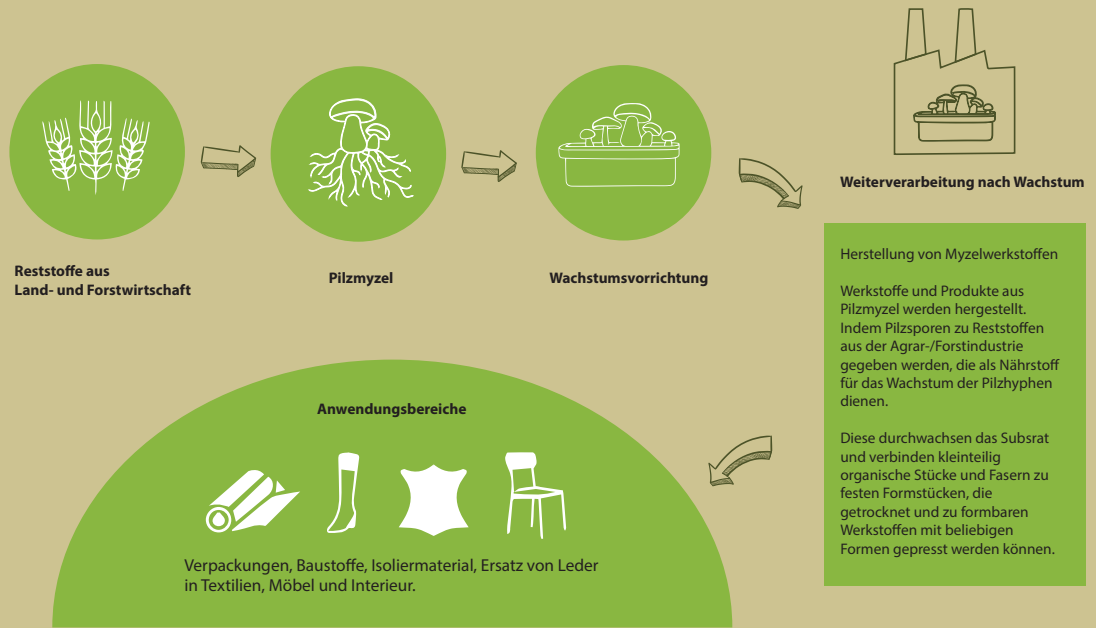 Reststoffe aus
Land- und Forstwirtschaft
Pilzmyzel
Wachstumsvorrichtung
Weiterverarbeitung nach Wachstum
Herstellung von Myzelwerkstoffen
Werkstoffe und Produkte aus
Pilzmyzel werden hergestellt.
Indem Pilzsporen zu Reststoffen
aus der Agrar-/Forstindustrie
gegeben werden, die als Nährstoff
für das Wachstum der Pilzhyphen
dienen.
Diese durchwachsen das Subsrat
und verbinden kleinteilig
organische Stücke und Fasern zu
festen Formstücken, die
getrocknet und zu formbaren
Werkstoffen mit beliebigen
Formen gepresst werden können.
Anwendungsbereiche
Verpackungen, Baustoffe, Isoliermaterial, Ersatz von Leder
in Textilien, Möbel und Interieur.